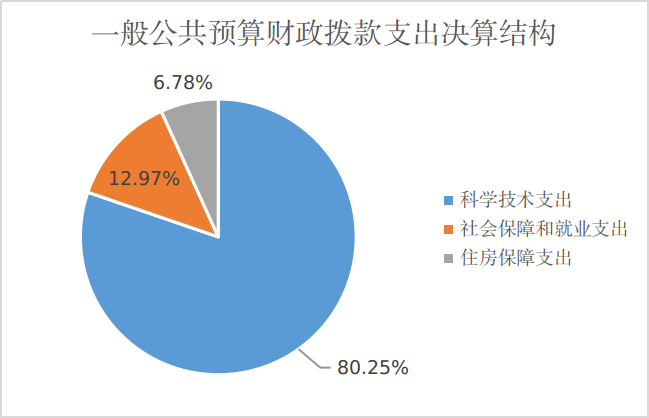 一般公共预算财政拨款支出决算结构
6.78%
12.97%
科学技术支出
社会保障和就业支出
住房保障支出
80.25%